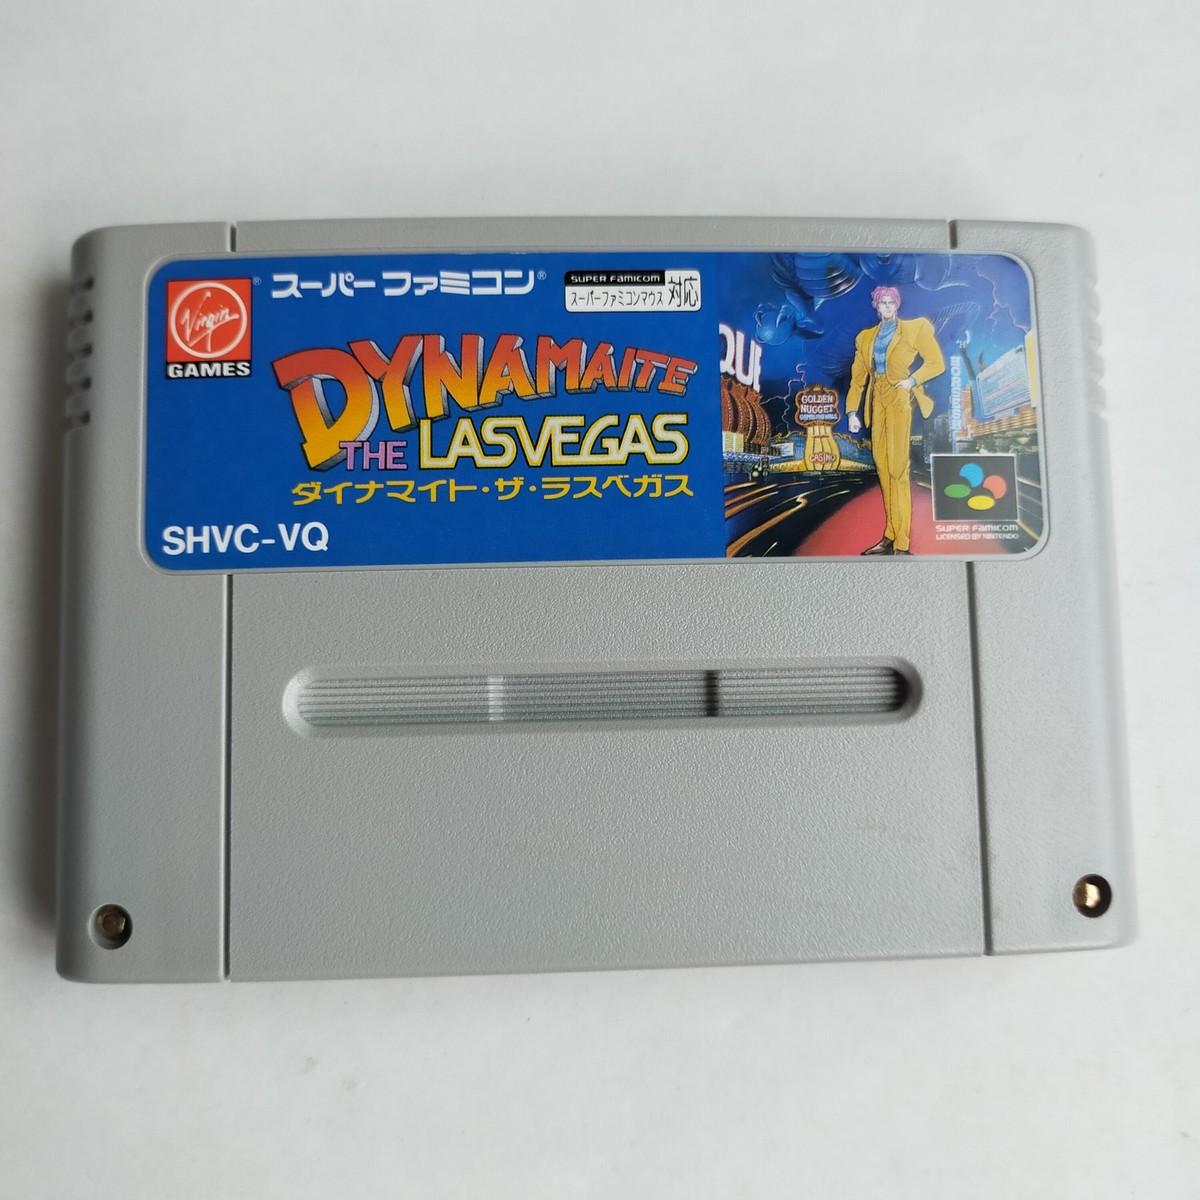 Virgin
GAMES
スーパーファミコン®
SUPER FAMICOM
スーパーファミコンマウス 対応
DYNAMAITE
THE LASVEGAS
ダイナマイト・ザ・ラスベガス
SHVC-VQ
QUE
GOLDEN
NUGGET
CASINO
SUPER FAMICOM
LICENSED BY NINTENDO